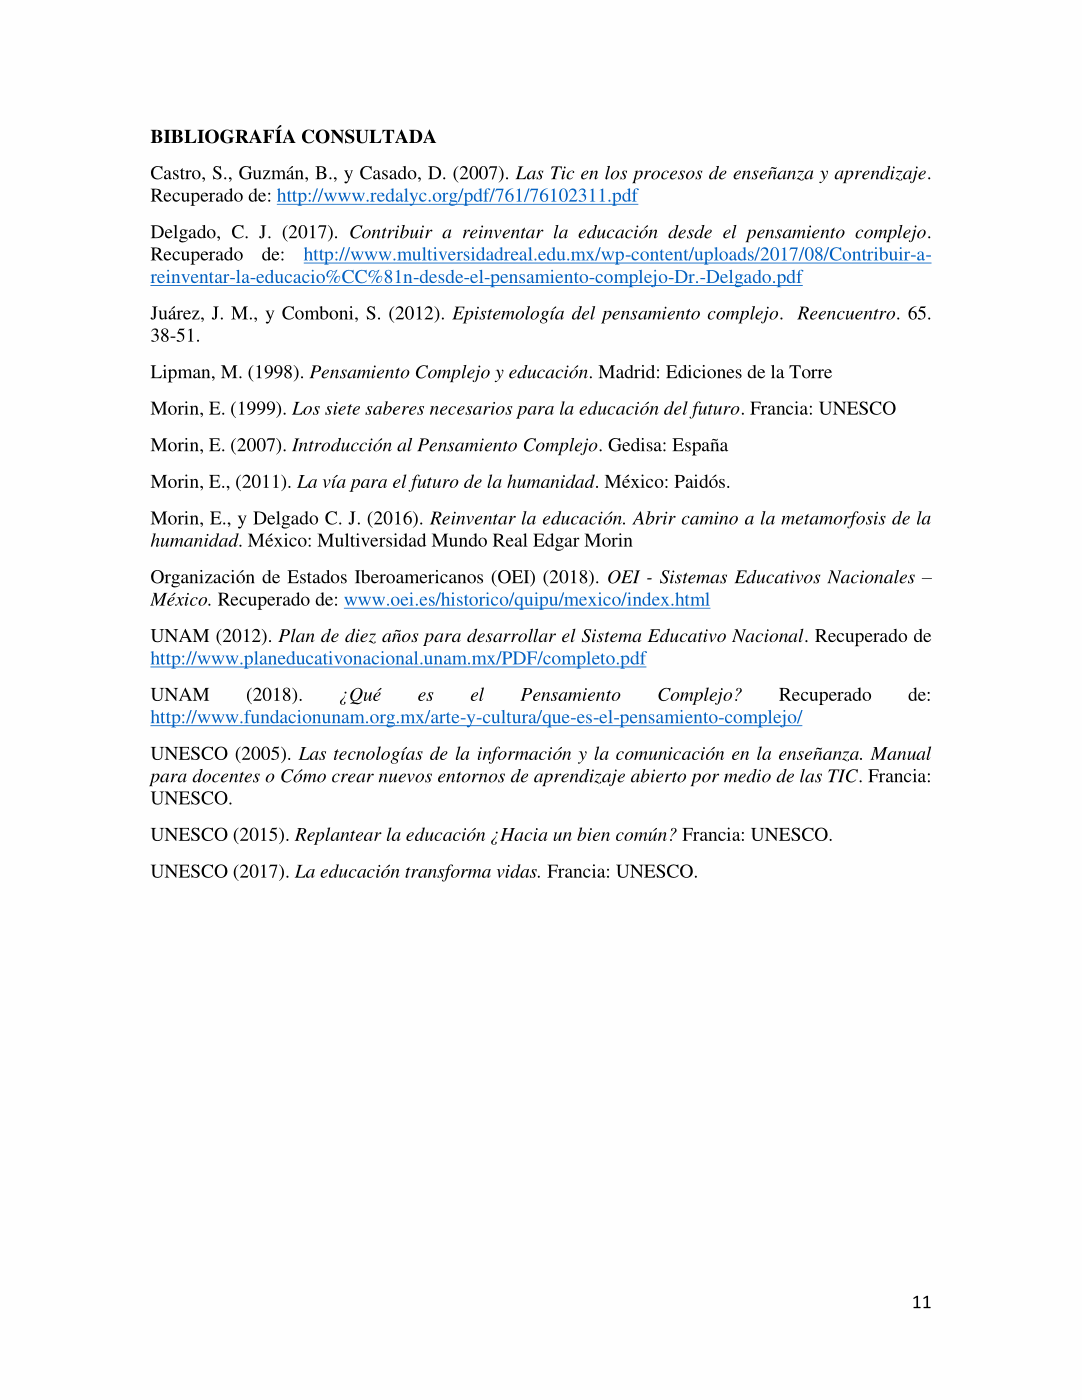 BIBLIOGRAFÍA CONSULTADA
Castro, S., Guzmán, B., y Casado, D. (2007). Las Tic en los procesos de enseñanza y aprendizaje.
Recuperado de: http://www.redalyc.org/pdf/761/76102311.pdf
Delgado, C. J. (2017). Contribuir a reinventar la educación desde el pensamiento complejo.
Recuperado de: http://www.multiversidadreal.edu.mx/wp-content/uploads/2017/08/Contribuir-a-
reinventar-la-educacio%CC%81n-desde-el-pensamiento-complejo-Dr.-Delgado.pdf
Juárez, J. M., y Comboni, S. (2012). Epistemología del pensamiento complejo. Reencuentro. 65.
38-51.
Lipman, M. (1998). Pensamiento Complejo y educación. Madrid: Ediciones de la Torre
Morin, E. (1999). Los siete saberes necesarios para la educación del futuro. Francia: UNESCO
Morin, E. (2007). Introducción al Pensamiento Complejo. Gedisa: España
Morin, E., (2011). La vía para el futuro de la humanidad. México: Paidós.
Morin, E., y Delgado C. J. (2016). Reinventar la educación. Abrir camino a la metamorfosis de la
humanidad. México: Multiversidad Mundo Real Edgar Morin
Organización de Estados Iberoamericanos (OEI) (2018). OEI - Sistemas Educativos Nacionales –
México. Recuperado de: www.oei.es/historico/quipu/mexico/index.html
UNAM (2012). Plan de diez años para desarrollar el Sistema Educativo Nacional. Recuperado de
http://www.planeducativonacional.unam.mx/PDF/completo.pdf
UNAM (2018). ¿Qué es el Pensamiento Complejo? Recuperado de:
http://www.fundacionunam.org.mx/arte-y-cultura/que-es-el-pensamiento-complejo/
UNESCO (2005). Las tecnologías de la información y la comunicación en la enseñanza. Manual
para docentes o Cómo crear nuevos entornos de aprendizaje abierto por medio de las TIC. Francia:
UNESCO.
UNESCO (2015). Replantear la educación ¿Hacia un bien común? Francia: UNESCO.
UNESCO (2017). La educación transforma vidas. Francia: UNESCO.
11